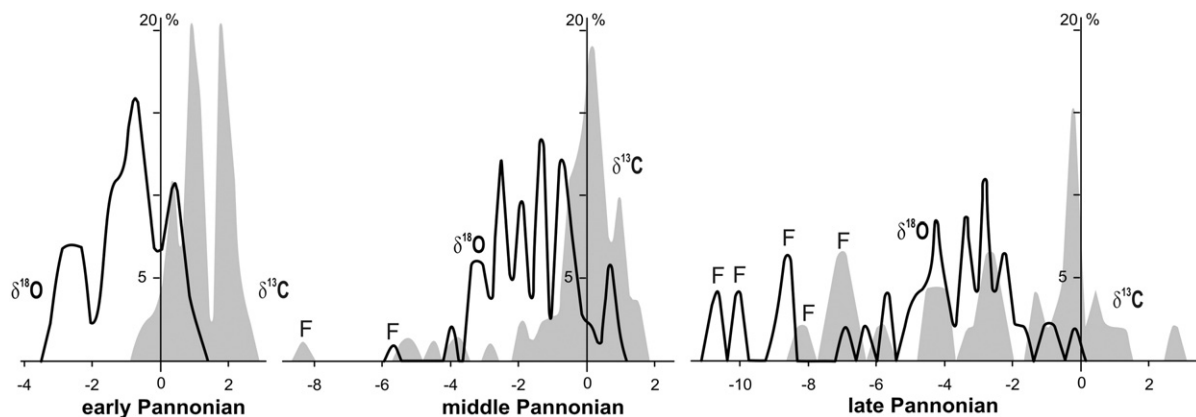 20 %
5
δ¹⁸O
δ¹³C
-4 -2 0 2
early Pannonian
20 %
5
δ¹⁸O
δ¹³C
F F
-8 -6 -4 -2 0 2
middle Pannonian
20 %
5
F F F F F
δ¹⁸O
δ¹³C
-10 -8 -6 -4 -2 0 2
late Pannonian